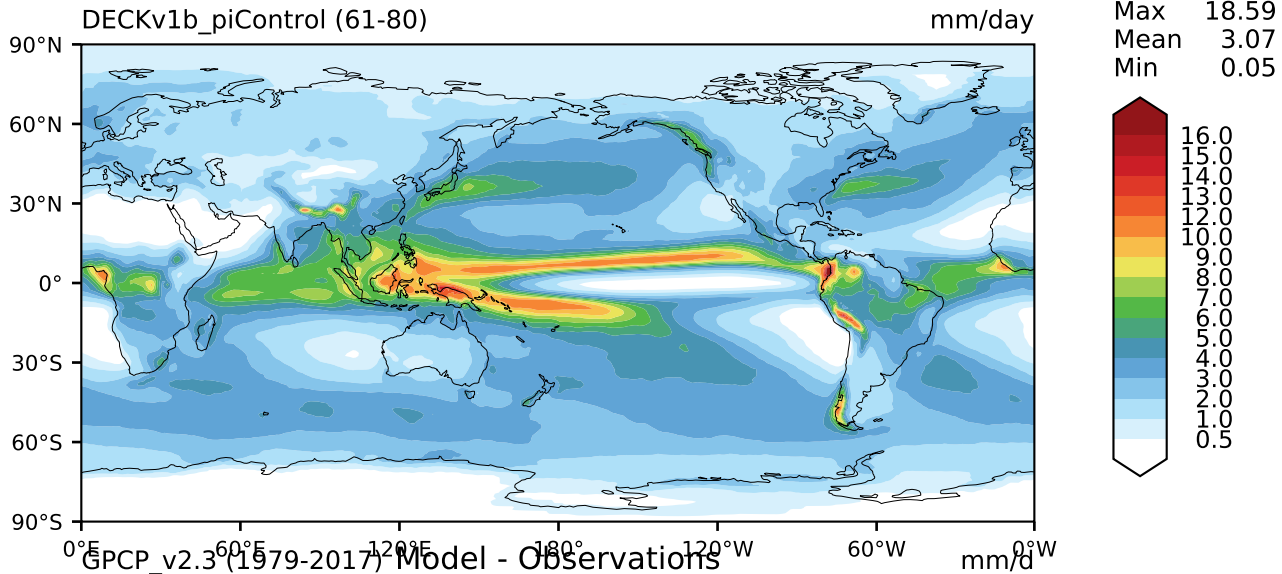 DECKv1b_piControl (61-80) mm/day
Max 18.59
Mean 3.07
Min 0.05
90°N
60°N
30°N
0°
30°S
60°S
90°S
16.0
15.0
14.0
13.0
12.0
10.0
9.0
8.0
7.0
6.0
5.0
4.0
3.0
2.0
1.0
0.5
0°E 60°E 120°E 180° 120°W 60°W 0°W
GPCP_v2.3 (1979-2017) Model - Observations mm/d